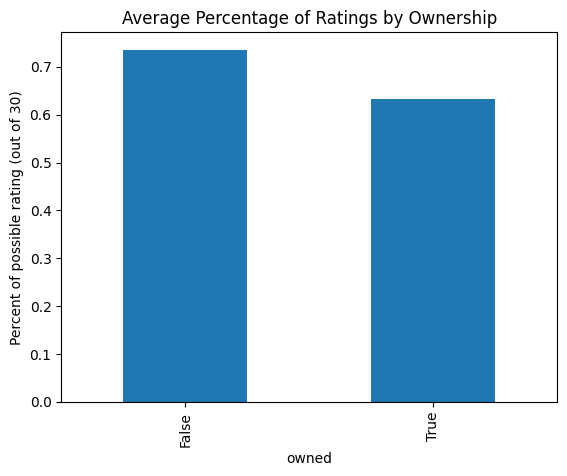 Average Percentage of Ratings by Ownership
Percent of possible rating (out of 30)
0.7
0.6
0.5
0.4
0.3
0.2
0.1
0.0
False
True
owned